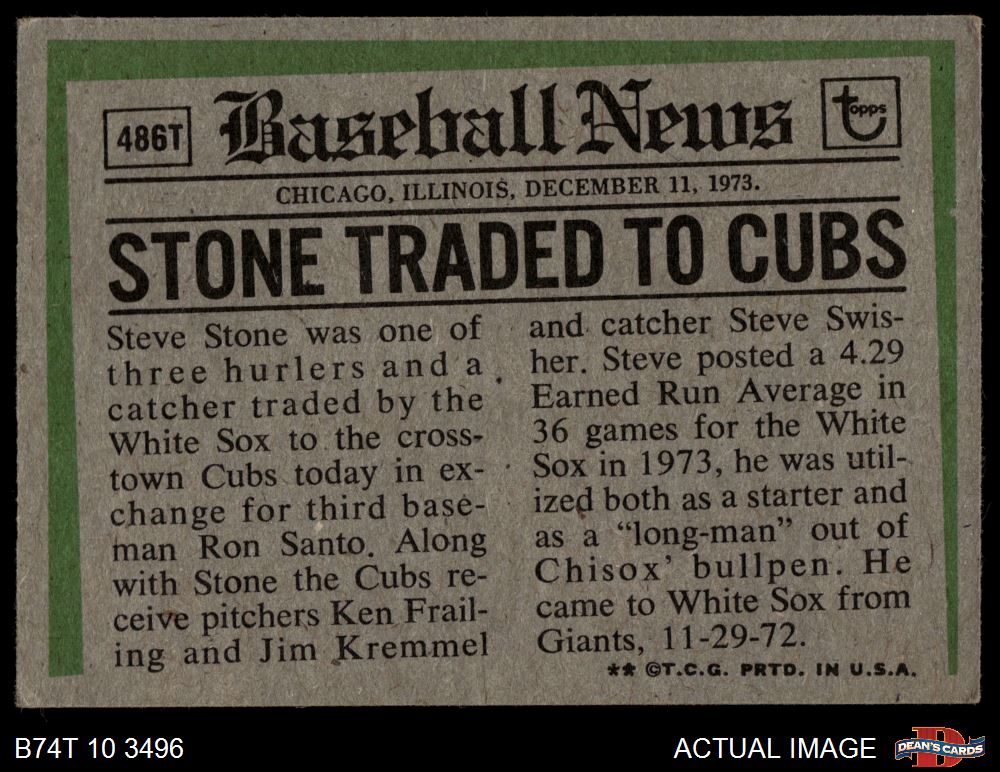 486T
Baseball News
topps
CHICAGO, ILLINOIS, DECEMBER 11, 1973.
STONE TRADED TO CUBS
Steve Stone was one of
three hurlers and a
catcher traded by the
White Sox to the cross-
town Cubs today in ex-
change for third base-
man Ron Santo. Along
with Stone the Cubs re-
ceive pitchers Ken Frail-
ing and Jim Kremmel
and catcher Steve Swis-
her. Steve posted a 4.29
Earned Run Average in
36 games for the White
Sox in 1973, he was util-
ized both as a starter and
as a “long-man” out of
Chisox’ bullpen. He
came to White Sox from
Giants, 11-29-72.
** ©T.C.G. PRTD. IN U.S.A.
B74T 10 3496
ACTUAL IMAGE
DEAN'S CARDS